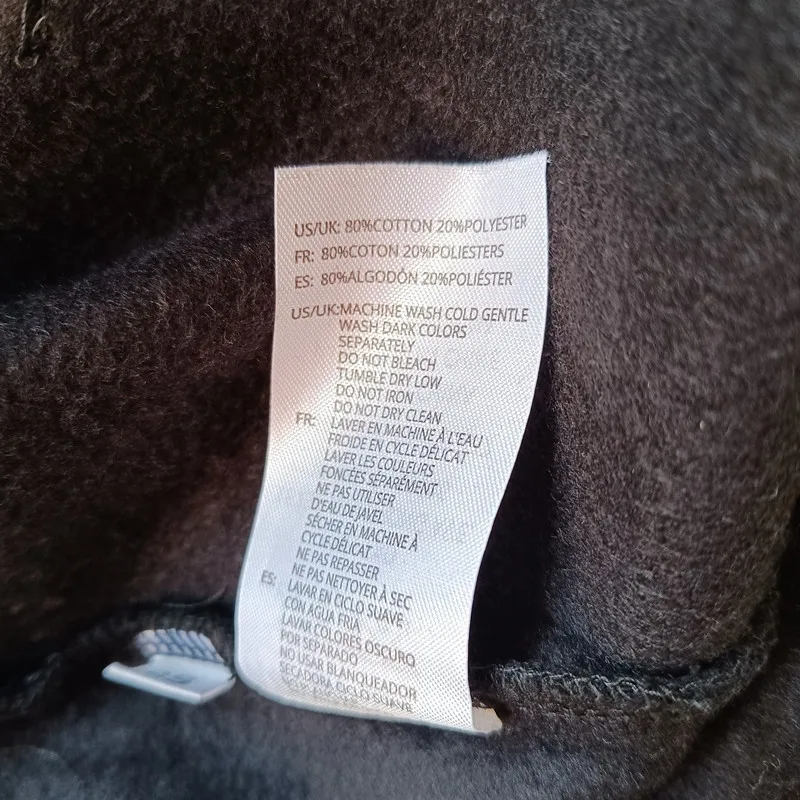 US/UK: 80%COTTON 20%POLYESTER
FR: 80%COTON 20%POLIESTERS
ES: 80%ALGODÓN 20%POLIÉSTER
US/UK:MACHINE WASH COLD GENTLE
WASH DARK COLORS
SEPARATELY
DO NOT BLEACH
TUMBLE DRY LOW
DO NOT IRON
DO NOT DRY CLEAN
FR: LAVER EN MACHINE À L'EAU
FROIDE EN CYCLE DÉLICAT
LAVER LES COULEURS
FONCÉES SÉPARÉMENT
NE PAS UTILISER
D'EAU DE JAVEL
SÉCHER EN MACHINE À
CYCLE DÉLICAT
NE PAS REPASSER
NE PAS NETTOYER À SEC
ES: LAVAR EN CICLO SUAVE
CON AGUA FRIA
LAVAR COLORES OSCURO
POR SEPARADO
NO USAR BLANQUEADOR
SECADORA CICLO SUAVE